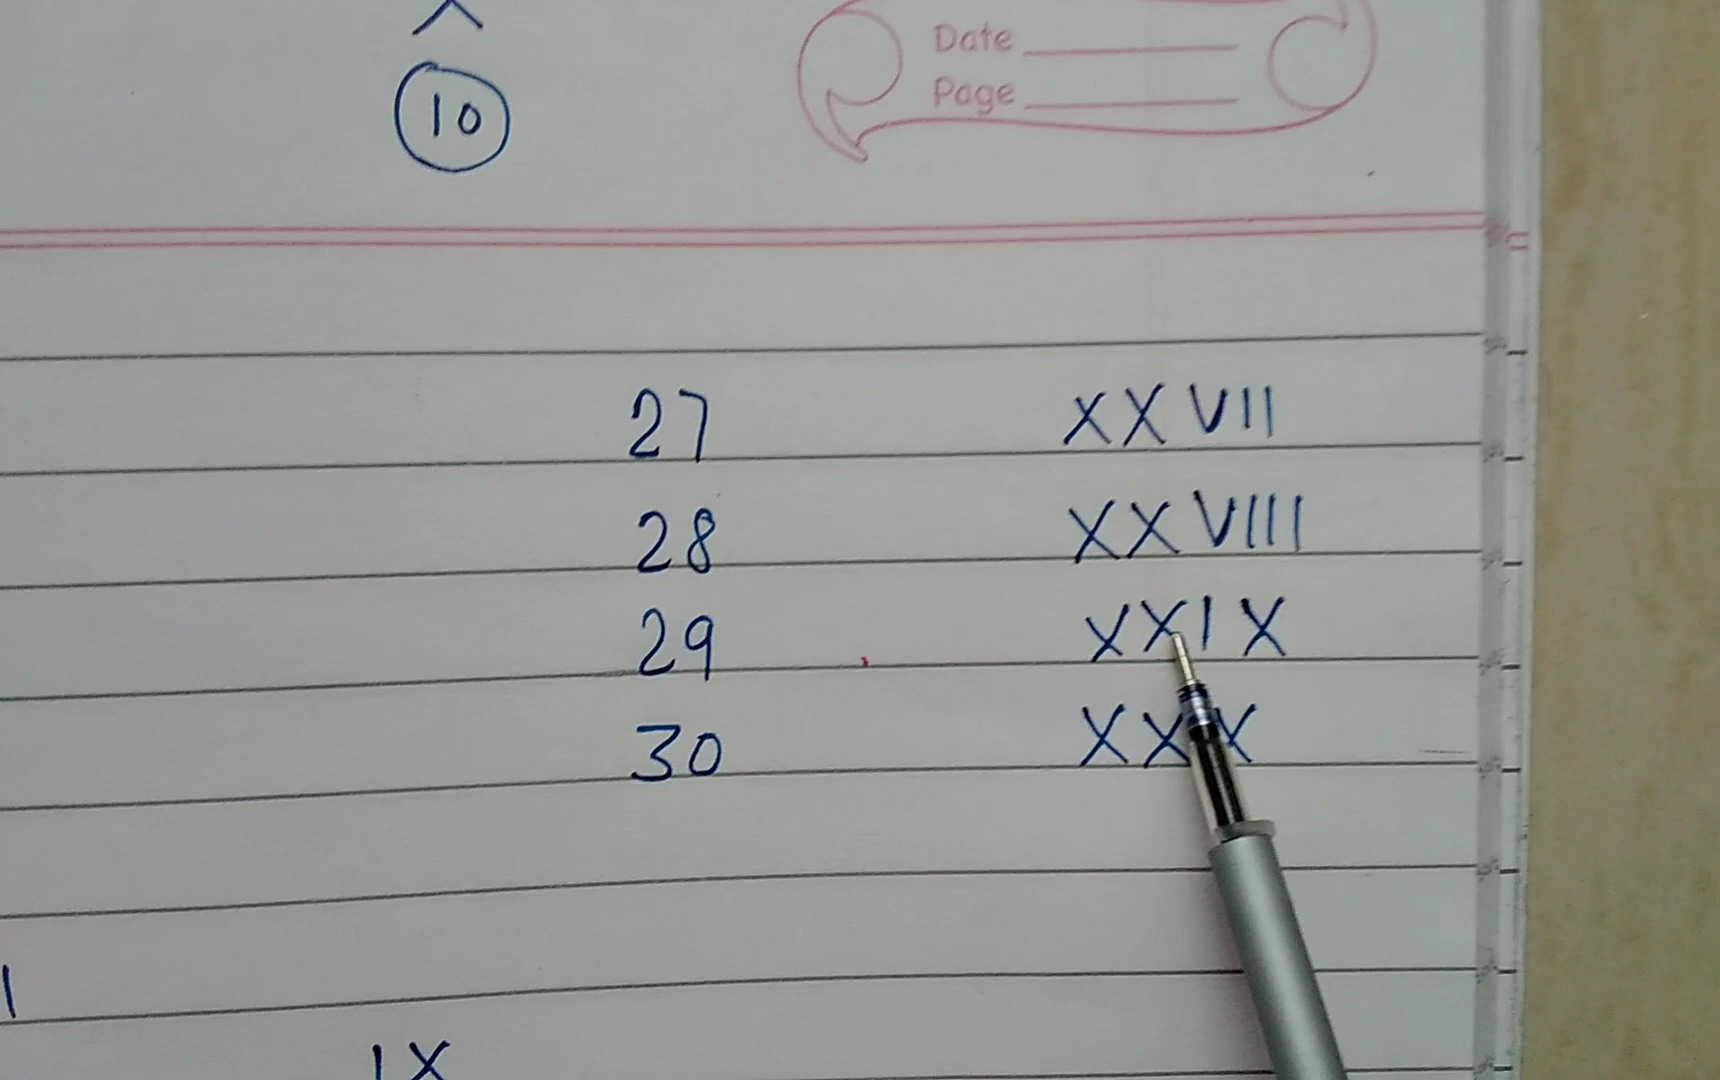 10
Date
Page
27 XXVII
28 XXVIII
29 XXIX
30 XXX
IX